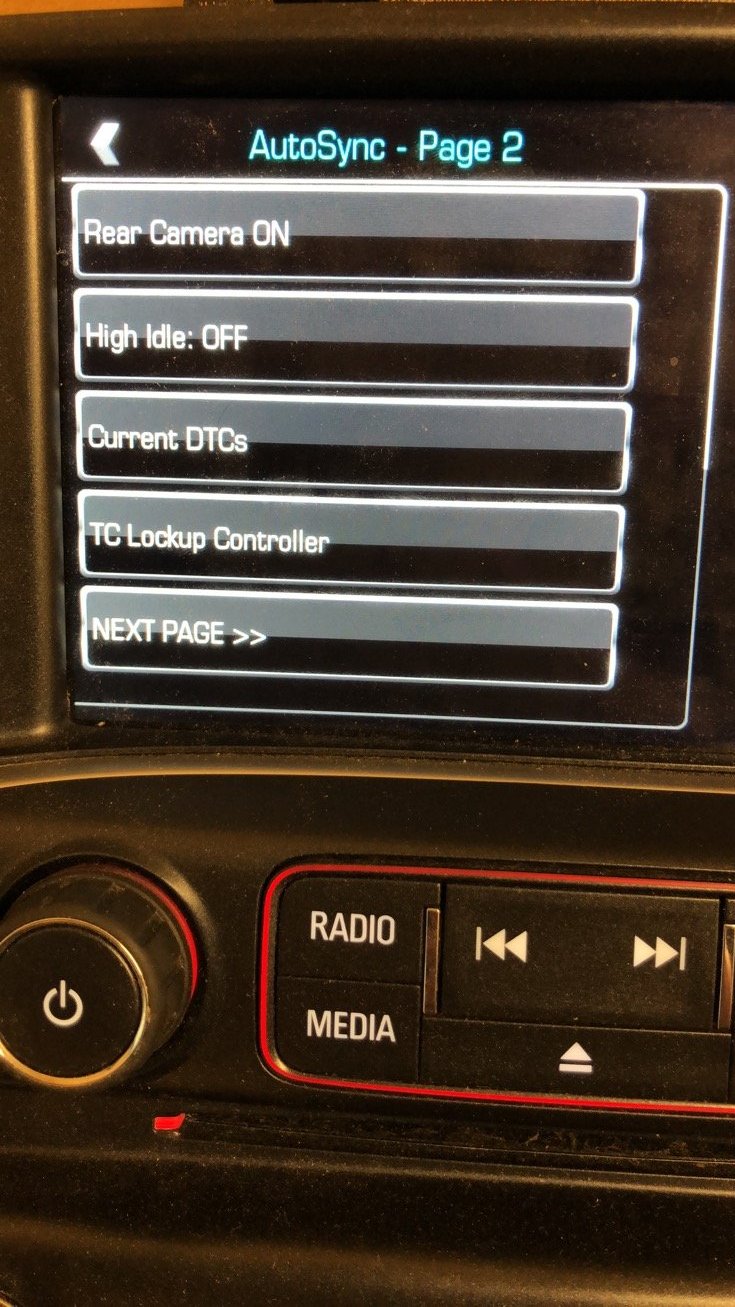 AutoSync - Page 2
Rear Camera ON
High Idle: OFF
Current DTCs
TC Lockup Controller
NEXT PAGE >>
RADIO
MEDIA